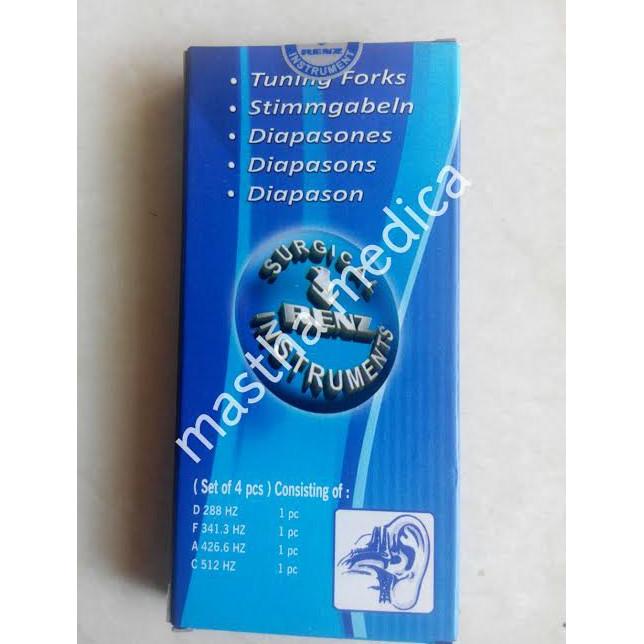 RENZ
INSTRUMENT
• Tuning Forks
• Stimmgabeln
• Diapasones
• Diapasons
• Diapason
SURGICAL
RENZ
INSTRUMENTS
mastha medica
( Set of 4 pcs ) Consisting of :
D 288 HZ 1 pc
F 341.3 HZ 1 pc
A 426.6 HZ 1 pc
C 512 HZ 1 pc